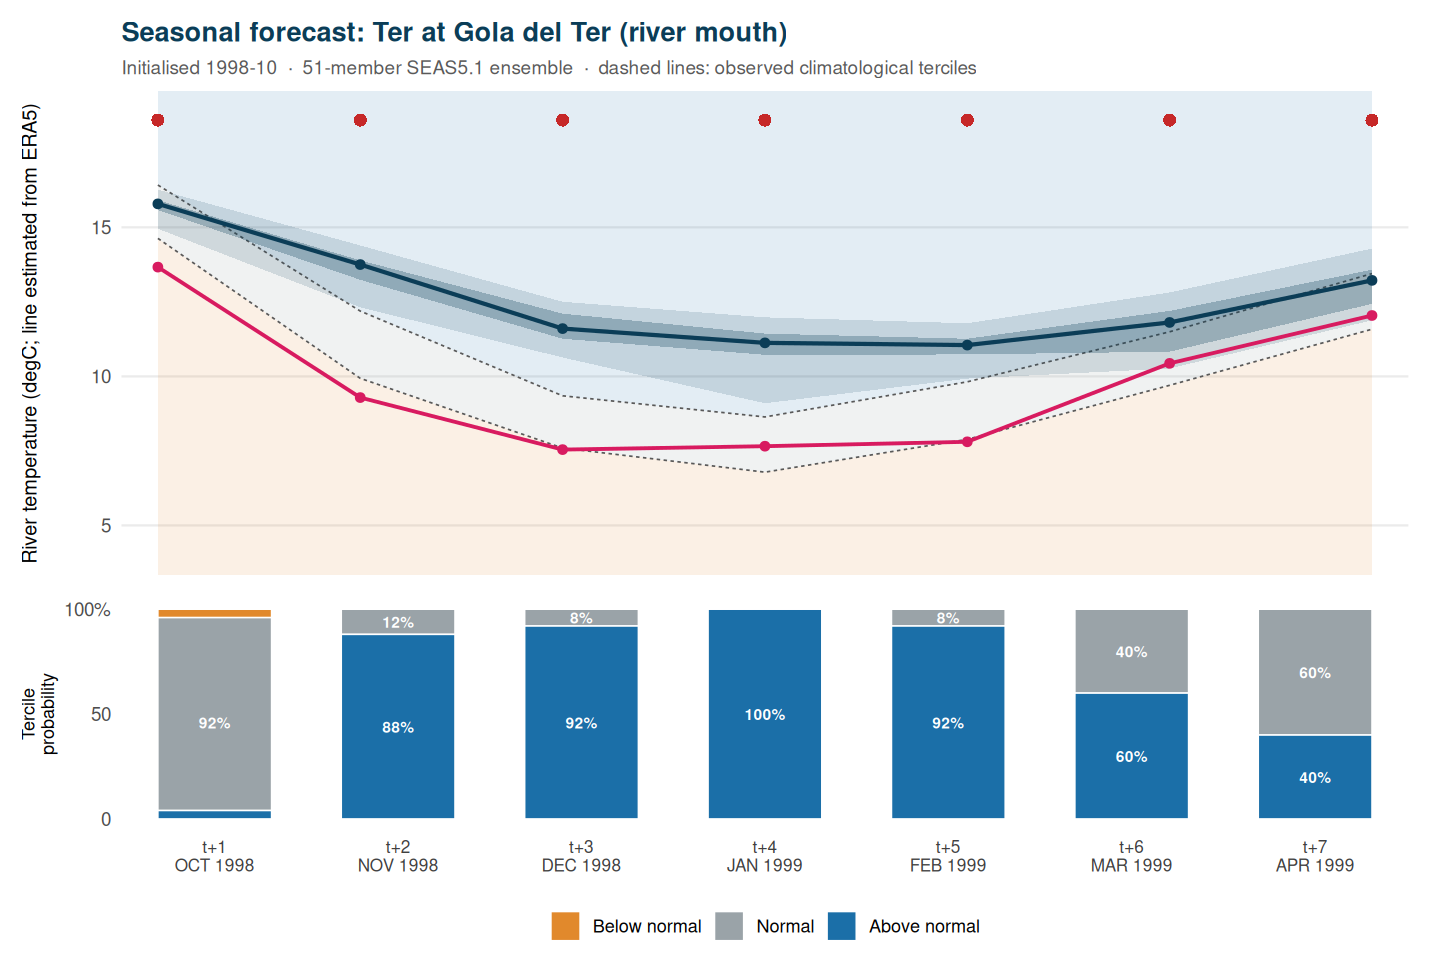 Seasonal forecast: Ter at Gola del Ter (river mouth)
Initialised 1998-10 · 51-member SEAS5.1 ensemble · dashed lines: observed climatological terciles
River temperature (degC; line estimated from ERA5)
15
10
5
Tercile
probability
100%
50
0
92%
12%
88%
8%
92%
100%
8%
92%
40%
60%
60%
40%
t+1
OCT 1998
t+2
NOV 1998
t+3
DEC 1998
t+4
JAN 1999
t+5
FEB 1999
t+6
MAR 1999
t+7
APR 1999
Below normal
Normal
Above normal